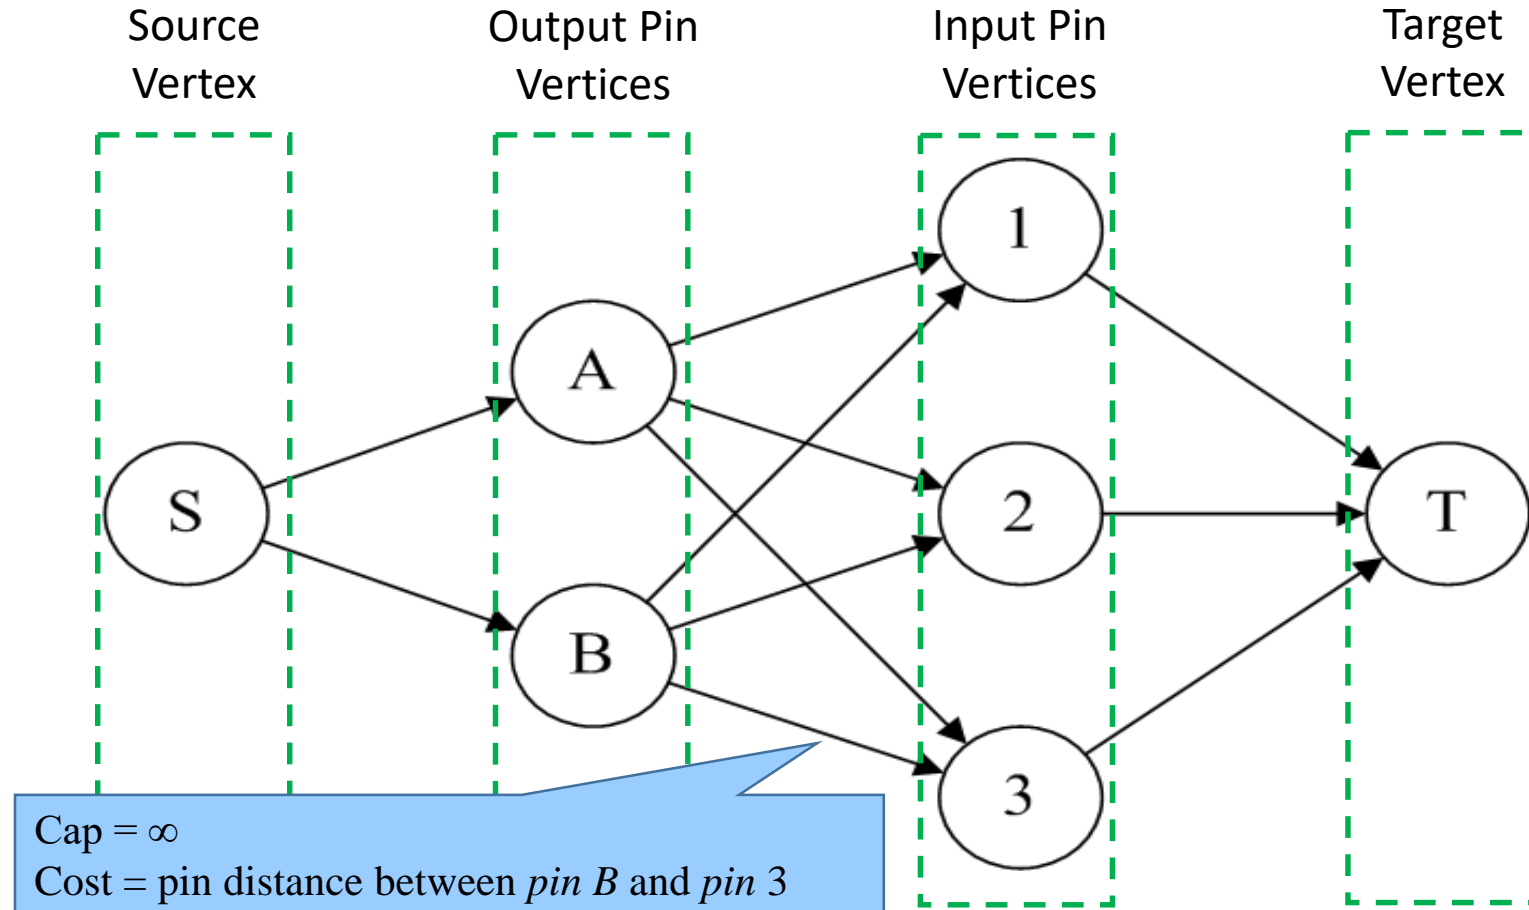 Source
Vertex
Output Pin
Vertices
Input Pin
Vertices
Target
Vertex
1
A
S
2
T
B
3
Cap = ∞
Cost = pin distance between pin B and pin 3